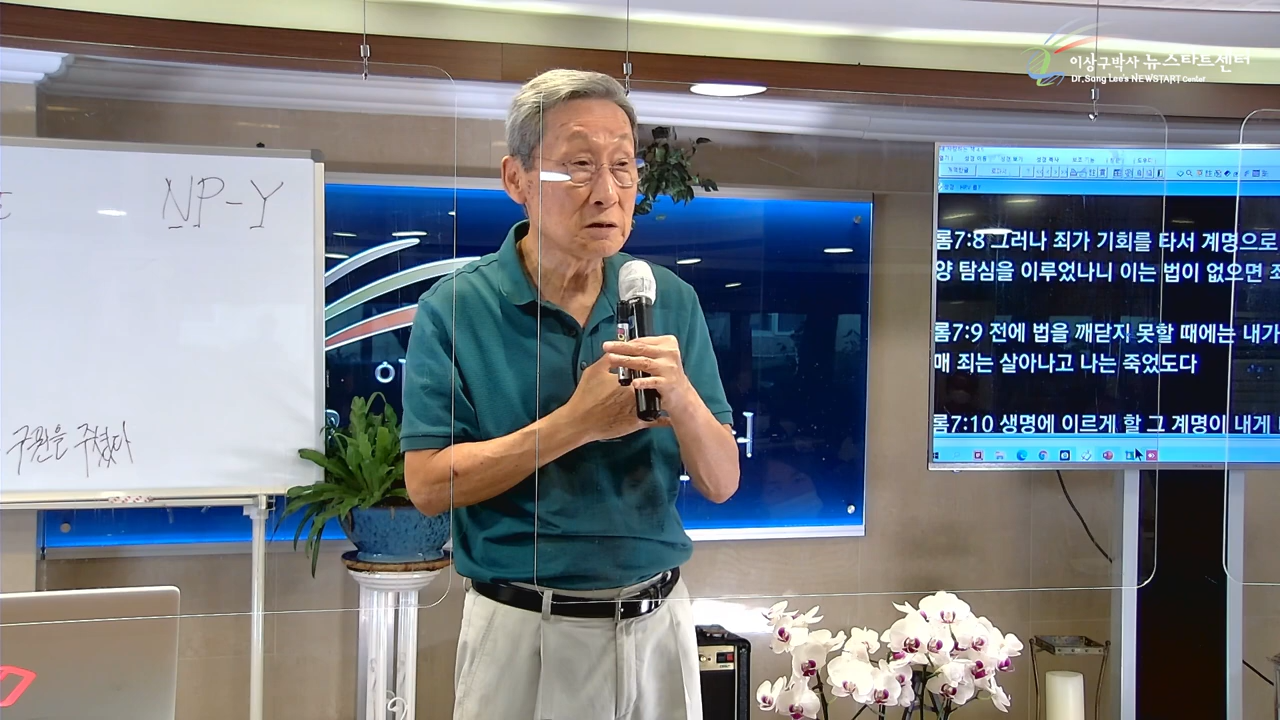 이상구박사 뉴스타트센터
Dr. Sang Lee's NEWSTART Center
NP-Y
구원을 주셨다
롬7:8 그러나 죄가 기회를 타서 계명으로
양 탐심을 이루었나니 이는 법이 없으면 죄
롬7:9 전에 법을 깨닫지 못할 때에는 내가
매 죄는 살아나고 나는 죽었도다
롬7:10 생명에 이르게 할 그 계명이 내게